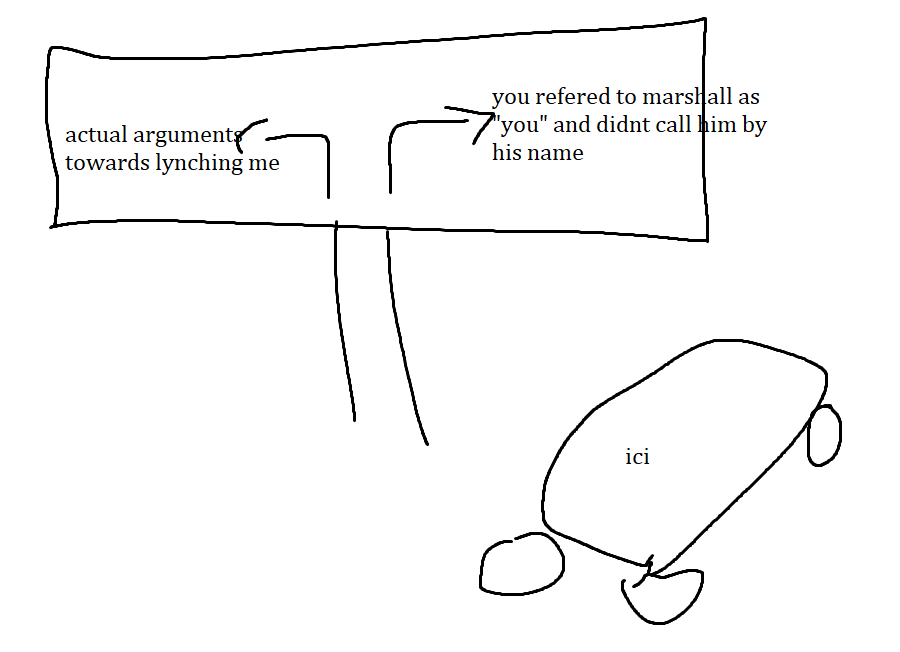 actual arguments
towards lynching me
you refered to marshall as
"you" and didnt call him by
his name
ici